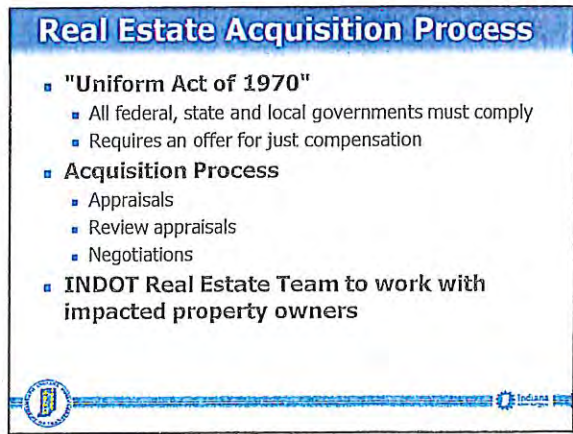 Real Estate Acquisition Process
"Uniform Act of 1970"
All federal, state and local governments must comply
Requires an offer for just compensation
Acquisition Process
Appraisals
Review appraisals
Negotiations
INDOT Real Estate Team to work with
impacted property owners
Indiana